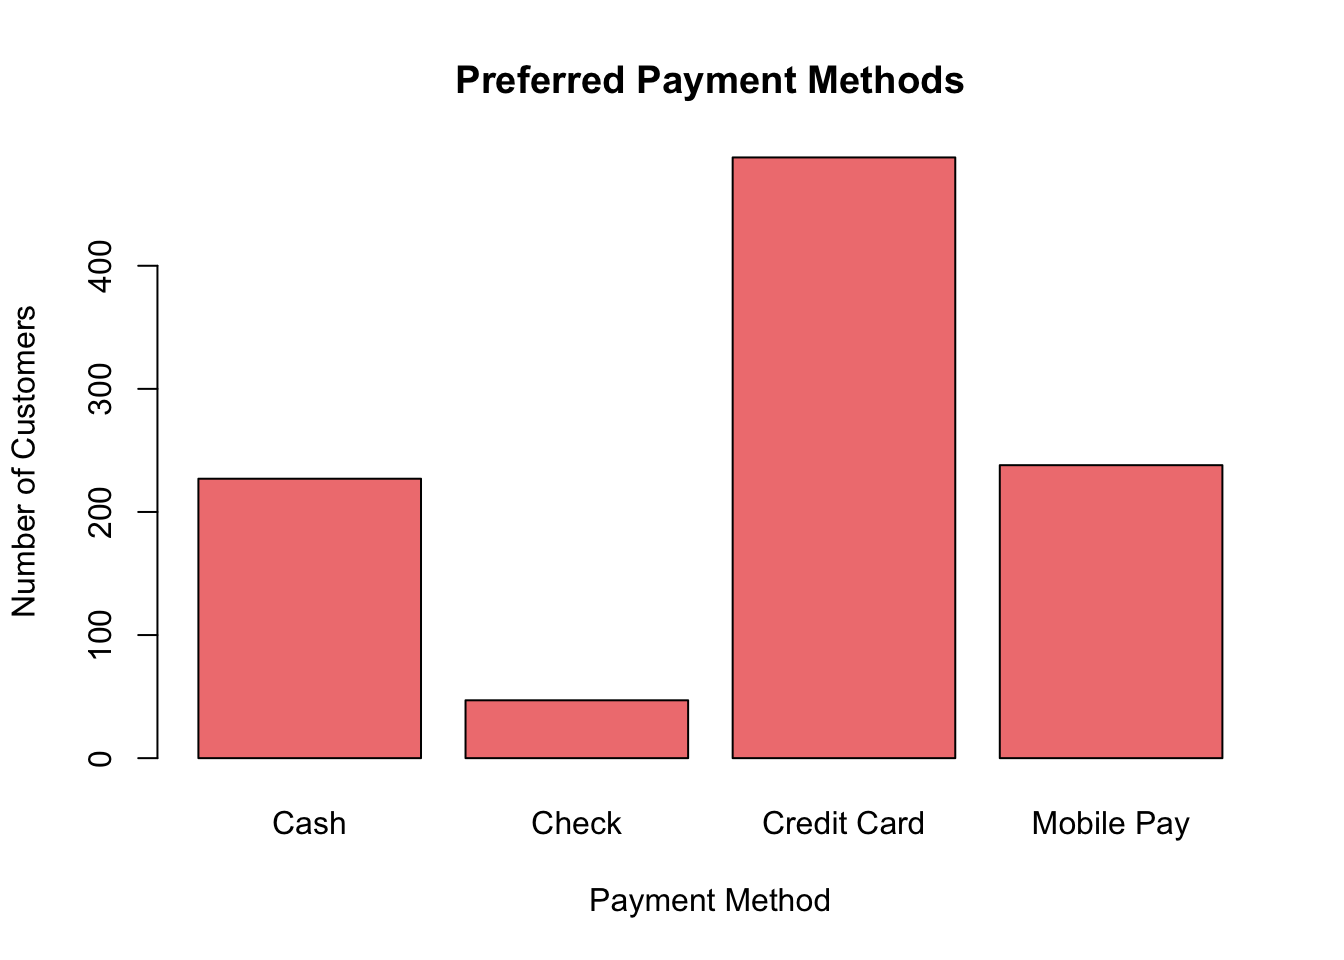 Preferred Payment Methods
Number of Customers
400
300
200
100
0
Cash
Check
Credit Card
Mobile Pay
Payment Method